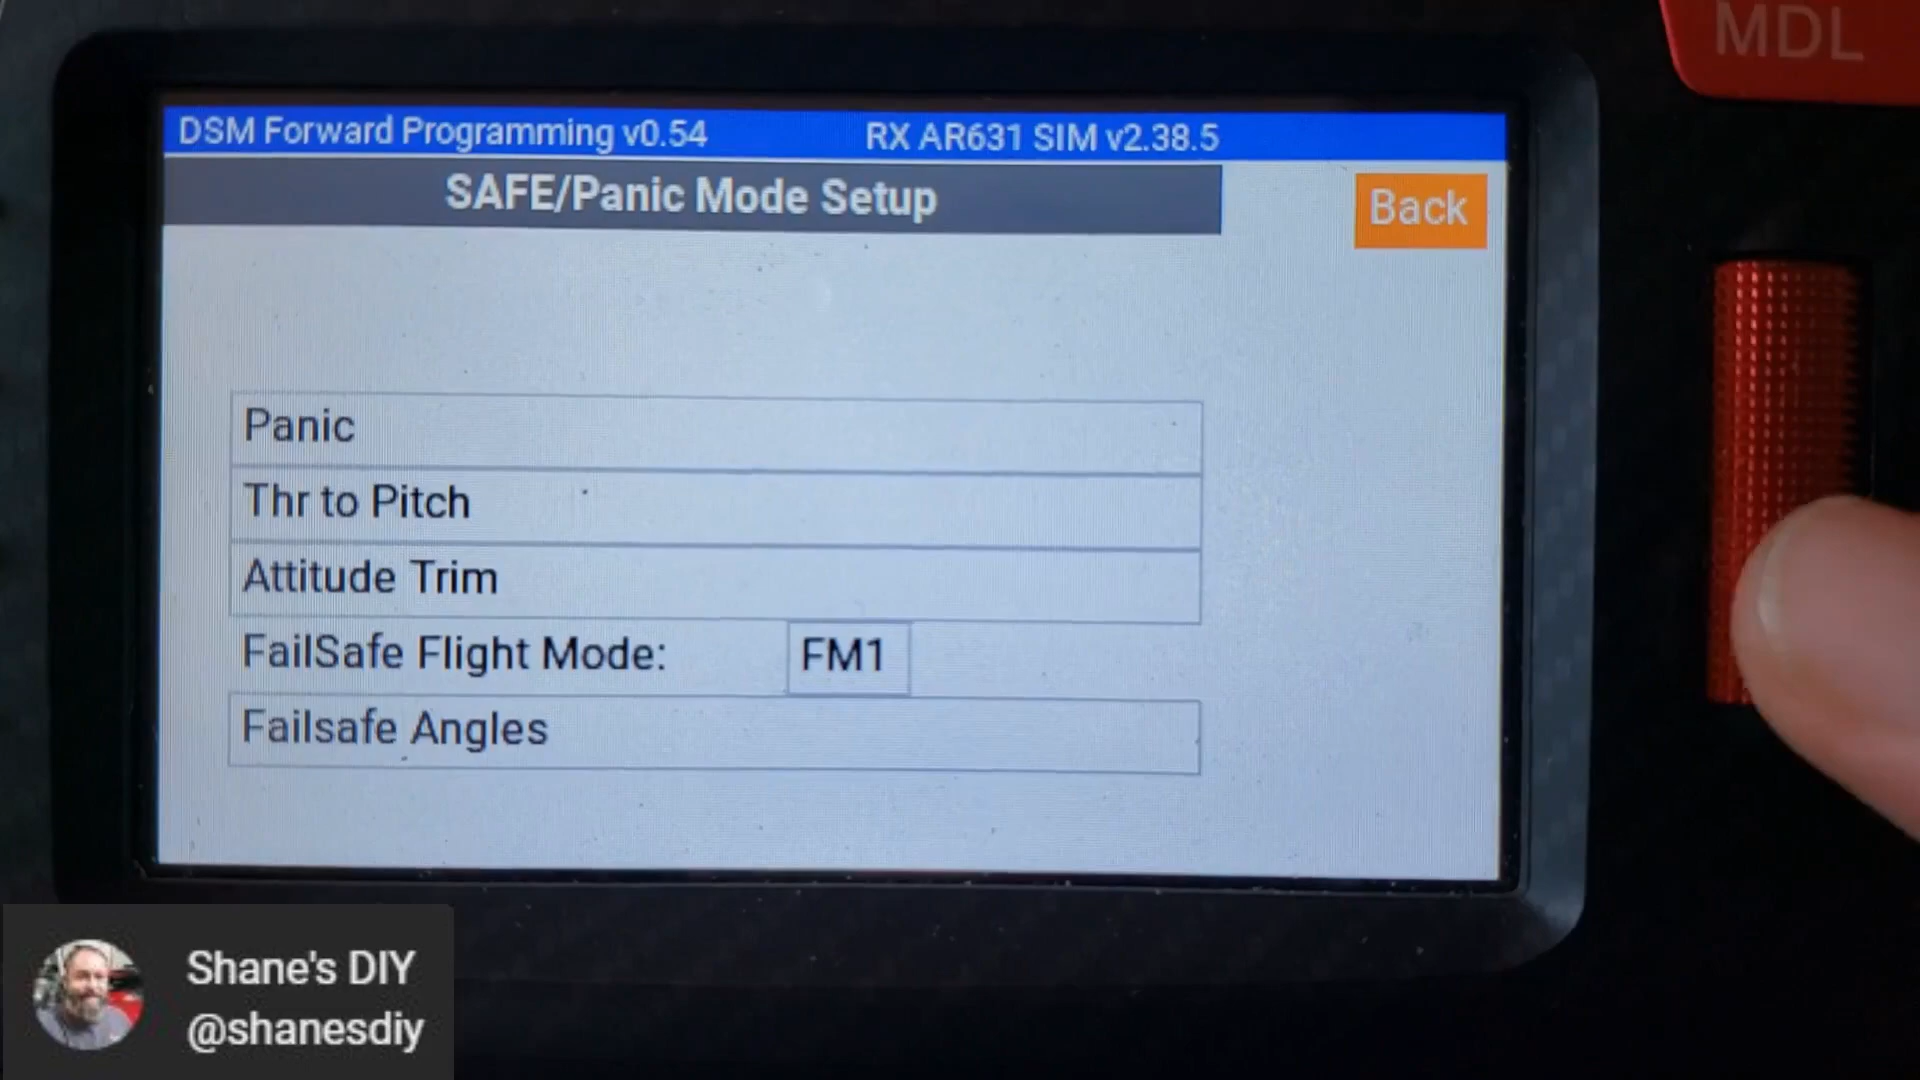 MDL
DSM Forward Programming v0.54 RX AR631 SIM v2.38.5
SAFE/Panic Mode Setup
Back
Panic
Thr to Pitch
Attitude Trim
FailSafe Flight Mode: FM1
Failsafe Angles
Shane's DIY
@shanesdiy